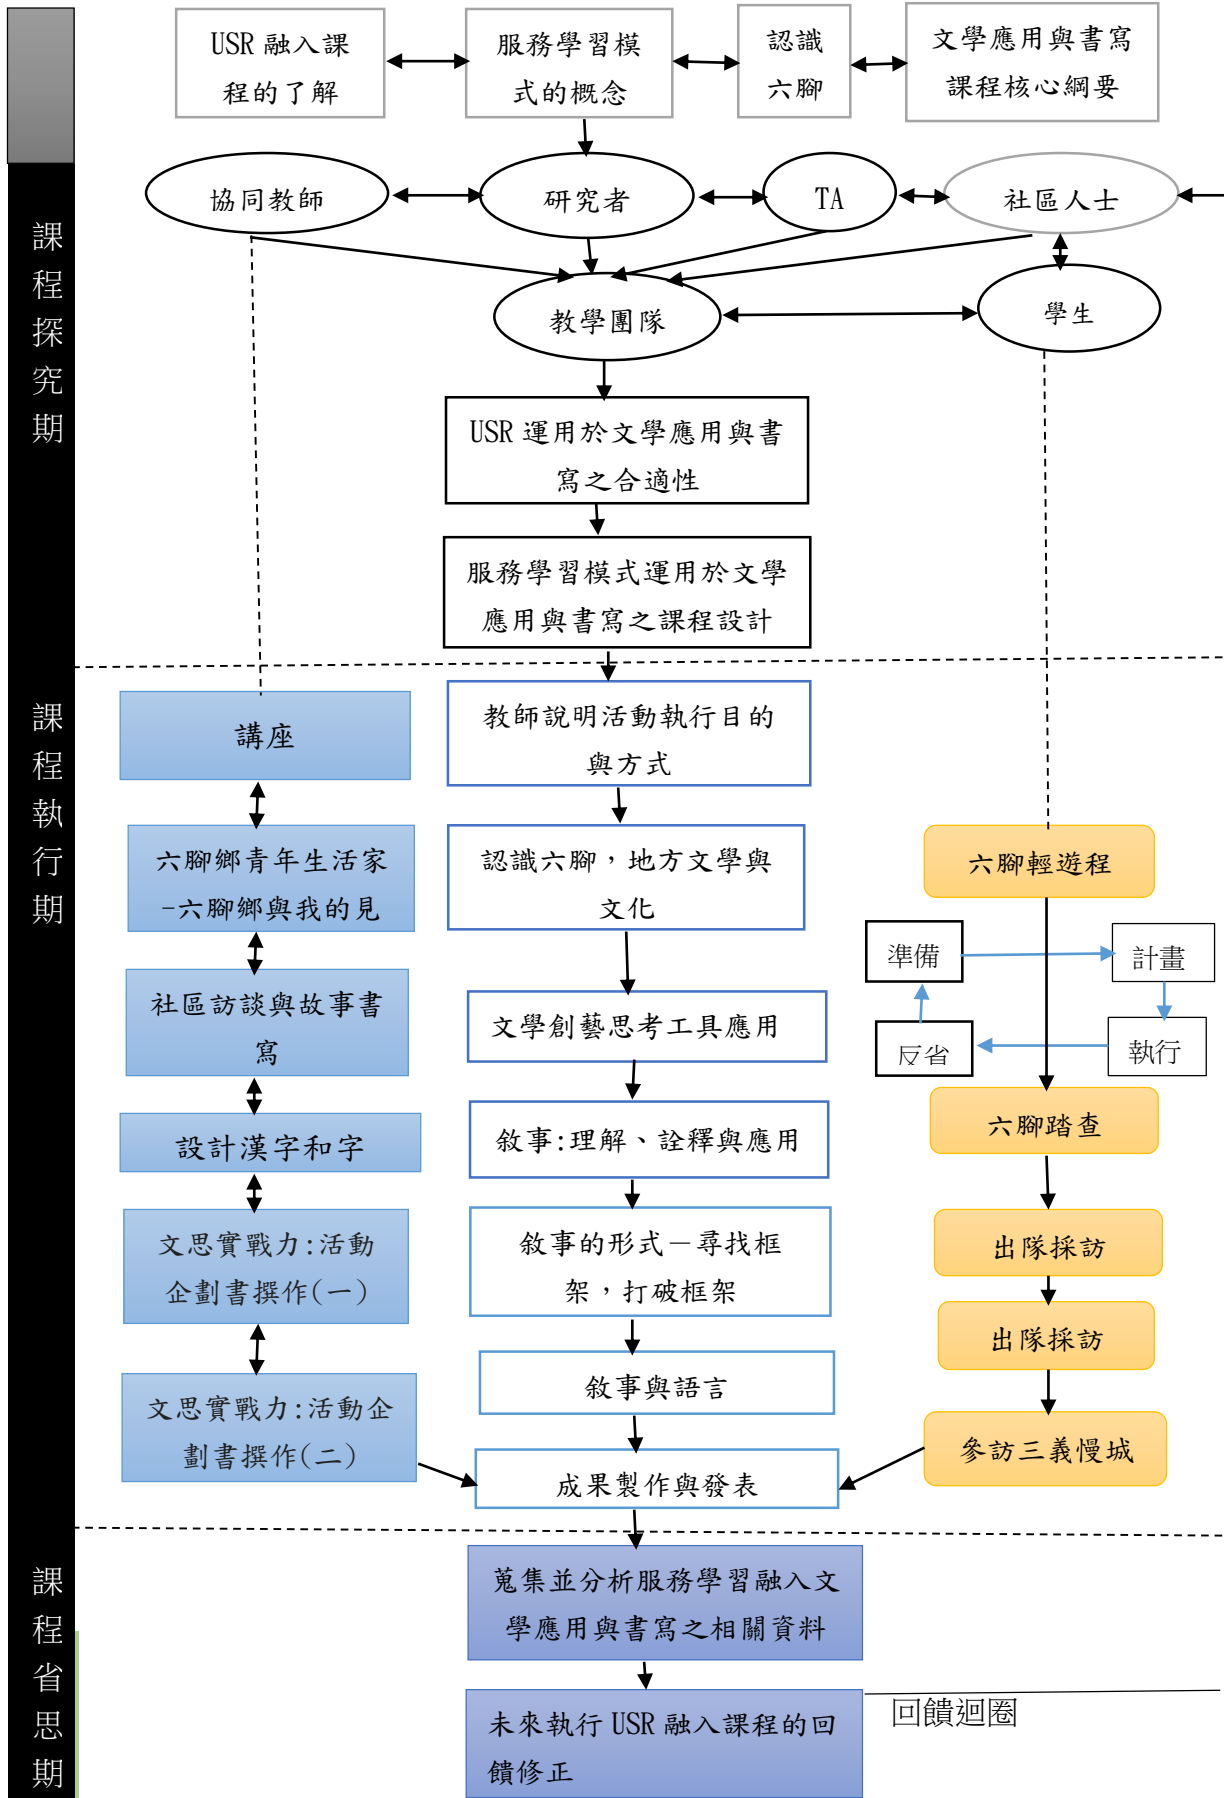 USR 融入課
程的了解
服務學習模
式的概念
認識
六腳
文學應用與書寫
課程核心綱要
協同教師
研究者
TA
社區人士
教學團隊
學生
課程探究期
USR 運用於文學應用與書
寫之合適性
服務學習模式運用於文學
應用與書寫之課程設計
課程執行期
講座
六腳鄉青年生活家
-六腳鄉與我的見
社區訪談與故事書
寫
設計漢字和字
文思實戰力:活動
企劃書撰作(一)
文思實戰力:活動企
劃書撰作(二)
教師說明活動執行目的
與方式
認識六腳，地方文學與
文化
文學創藝思考工具應用
敘事:理解、詮釋與應用
敘事的形式－尋找框
架，打破框架
敘事與語言
成果製作與發表
六腳輕遊程
準備
計畫
反省
執行
六腳踏查
出隊採訪
出隊採訪
參訪三義慢城
課程省思期
蒐集並分析服務學習融入文
學應用與書寫之相關資料
未來執行 USR 融入課程的回
饋修正
回饋迴圈